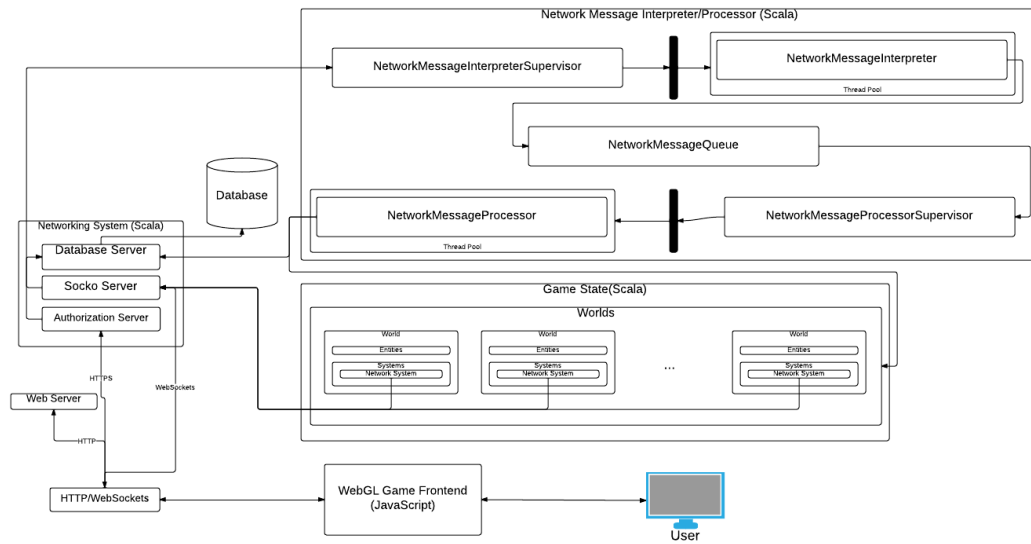 Network Message Interpreter/Processor (Scala)
NetworkMessageInterpreterSupervisor
NetworkMessageInterpreter
Thread Pool
NetworkMessageQueue
Database
NetworkMessageProcessor
Thread Pool
NetworkMessageProcessorSupervisor
Networking System (Scala)
Database Server
Socko Server
Authorization Server
Game State(Scala)
Worlds
World
Entities
Systems
Network System
World
Entities
Systems
Network System
...
World
Entities
Systems
Network System
HTTPS
WebSockets
Web Server
HTTP
HTTP/WebSockets
WebGL Game Frontend
(JavaScript)
User